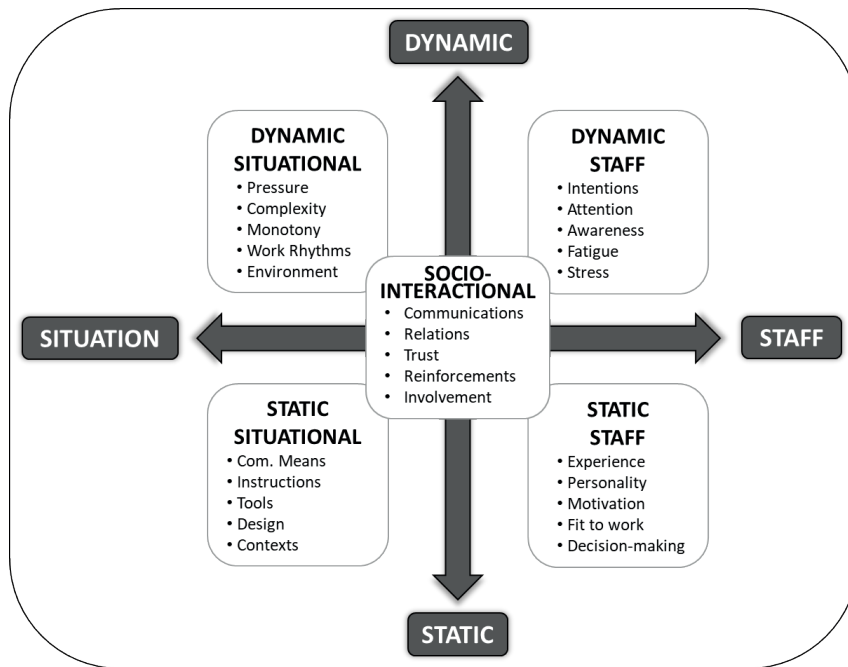 DYNAMIC
DYNAMIC
SITUATIONAL
• Pressure
• Complexity
• Monotony
• Work Rhythms
• Environment
DYNAMIC
STAFF
• Intentions
• Attention
• Awareness
• Fatigue
• Stress
SOCIO-
INTERACTIONAL
• Communications
• Relations
• Trust
• Reinforcements
• Involvement
SITUATION
STAFF
STATIC
SITUATIONAL
• Com. Means
• Instructions
• Tools
• Design
• Contexts
STATIC
STAFF
• Experience
• Personality
• Motivation
• Fit to work
• Decision-making
STATIC